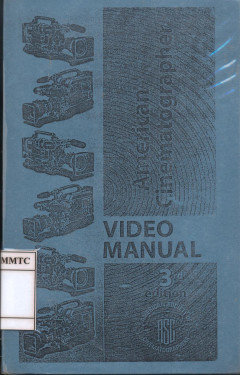 American
Cinematographer
VIDEO
MANUAL
3rd
edition
MMTC
ASC